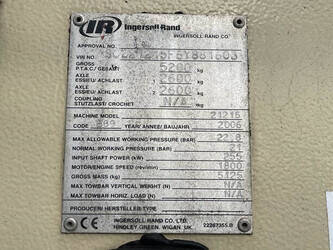 IR Ingersoll Rand
INGERSOLL-RAND CO.
APPROVAL NO.
VIN NO
GROSS
P.T.A.C./ GESAMT 5200 kg
AXLE
ESSIEU/ ACHLAST 2600 kg
AXLE
ESSIEU/ ACHLAST 2600 kg
COUPLING
STUTZLAST/ CROCHET N/A kg
MACHINE MODEL 21215
CODE YEAR/ ANNEE/ BAUJAHR 2006
MAX ALLOWABLE WORKING PRESSURE (BAR)
NORMAL WORKING PRESSURE (BAR) 21
INPUT SHAFT POWER (kW) 255
MOTOR/ENGINE SPEED (rev/min) 1800
GROSS MASS (kg) 5125
MAX TOWBAR VERTICAL WEIGHT (N) N/A
MAX TOWBAR HORIZ. LOAD (N) N/A
PRODUCER/ HERSTELLER TYPE
INGERSOLL-RAND CO. LTD.
HINDLEY GREEN, WIGAN. UK. 22287355.B